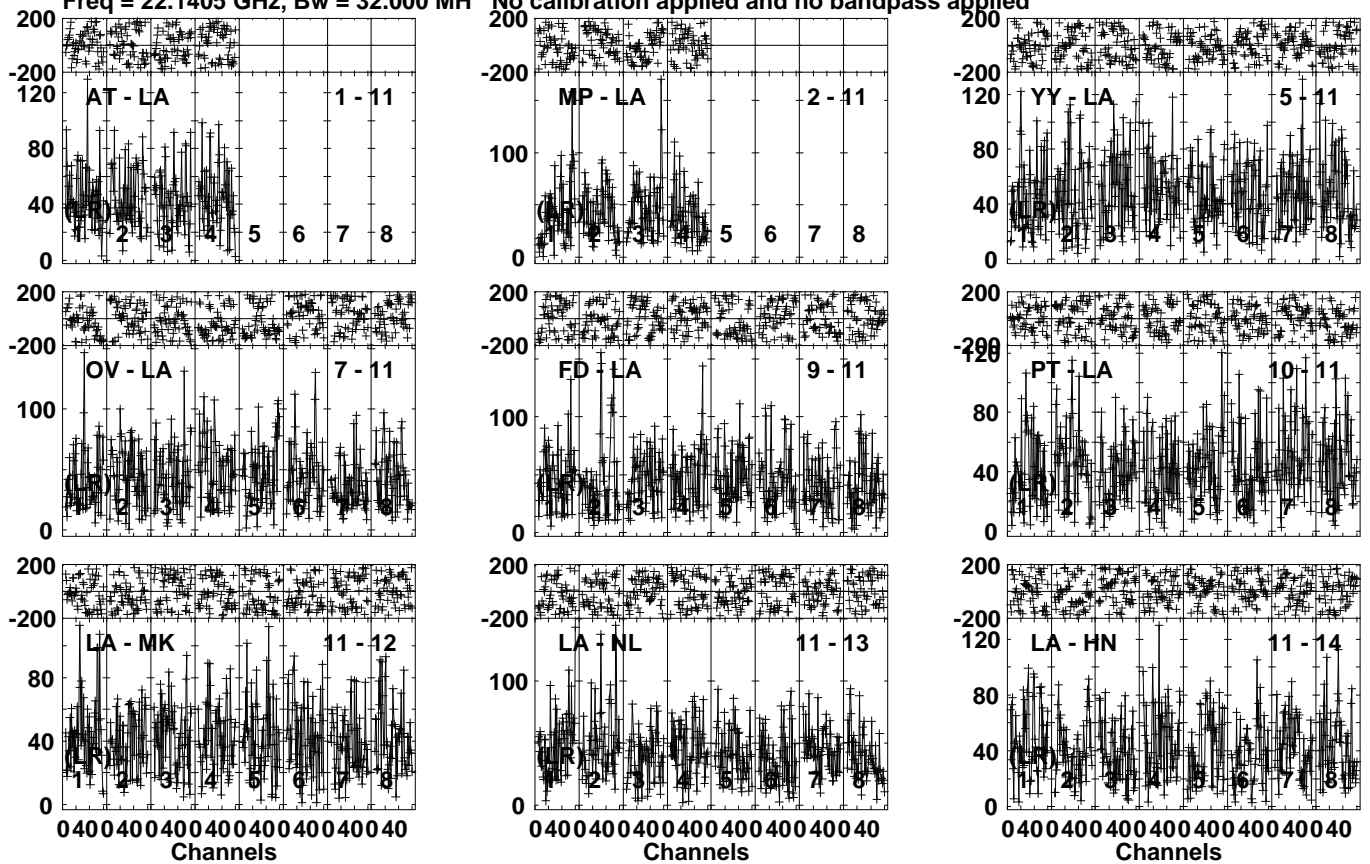 Freq = 22.1405 GHz, Bw = 32.000 MH No calibration applied and no bandpass applied
200
-200
120
80
40
0
AT - LA 1 - 11
(LR)
1 2 3 4 5 6 7 8
200
-200
100
0
MP - LA 2 - 11
(LR)
1 2 3 4 5 6 7 8
200
-200
120
80
40
0
YY - LA 5 - 11
(LR)
1 2 3 4 5 6 7 8
200
-200
100
0
OV - LA 7 - 11
(LR)
1 2 3 4 5 6 7 8
200
-200
100
0
FD - LA 9 - 11
(LR)
1 2 3 4 5 6 7 8
200
-200
120
80
40
0
PT - LA 10 - 11
(LR)
1 2 3 4 5 6 7 8
200
-200
80
40
0
LA - MK 11 - 12
(LR)
1 2 3 4 5 6 7 8
0 40 0 40 0 40 0 40 0 40 0 40 0 40 0 40
Channels
200
-200
100
0
LA - NL 11 - 13
(LR)
1 2 3 4 5 6 7 8
0 40 0 40 0 40 0 40 0 40 0 40 0 40 0 40
Channels
200
-200
120
80
40
0
LA - HN 11 - 14
(LR)
1 2 3 4 5 6 7 8
0 40 0 40 0 40 0 40 0 40 0 40 0 40 0 40
Channels